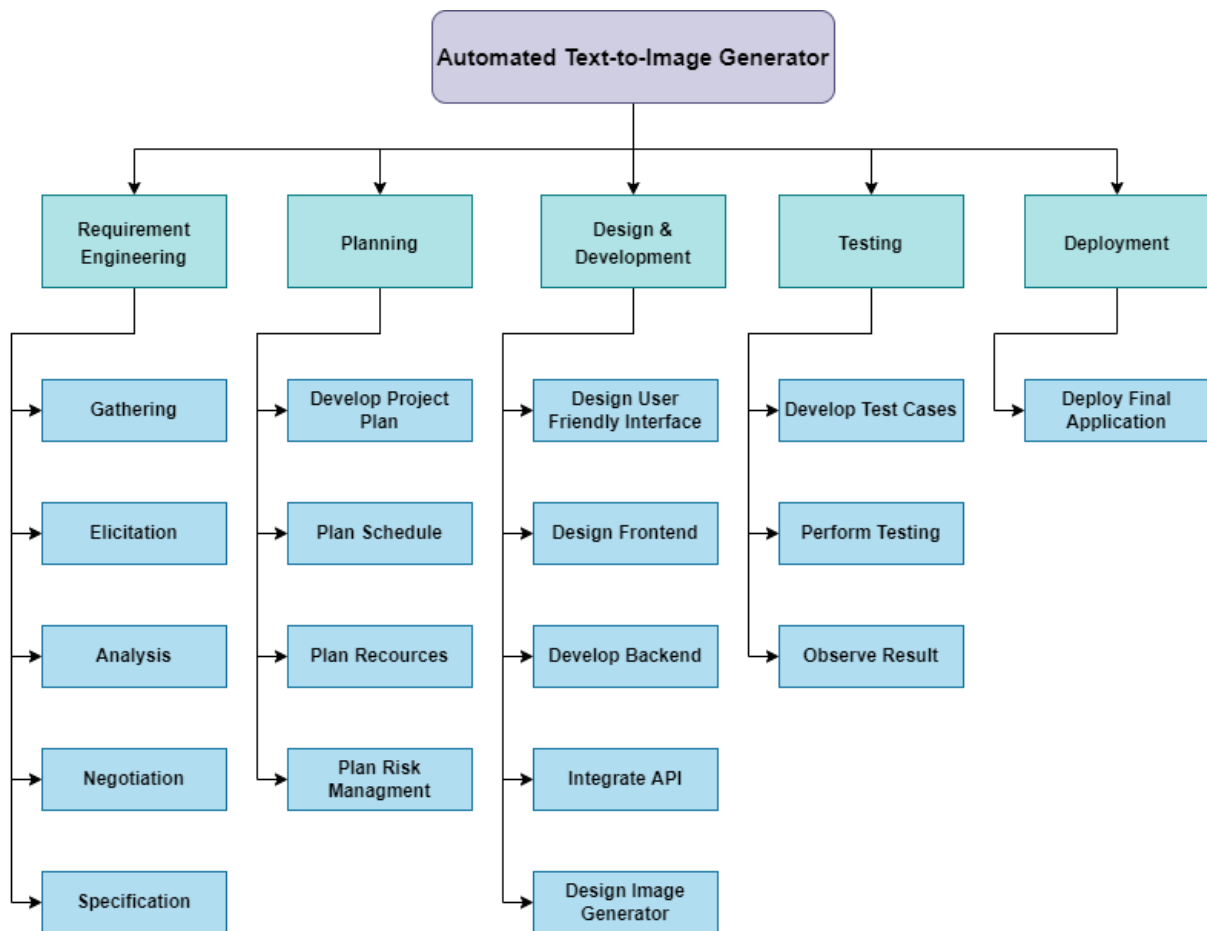 Automated Text-to-Image Generator
Requirement
Engineering
Planning
Design &
Development
Testing
Deployment
Gathering
Develop Project
Plan
Design User
Friendly Interface
Develop Test Cases
Deploy Final
Application
Elicitation
Plan Schedule
Design Frontend
Perform Testing
Analysis
Plan Recources
Develop Backend
Observe Result
Negotiation
Plan Risk
Managment
Integrate API
Specification
Design Image
Generator